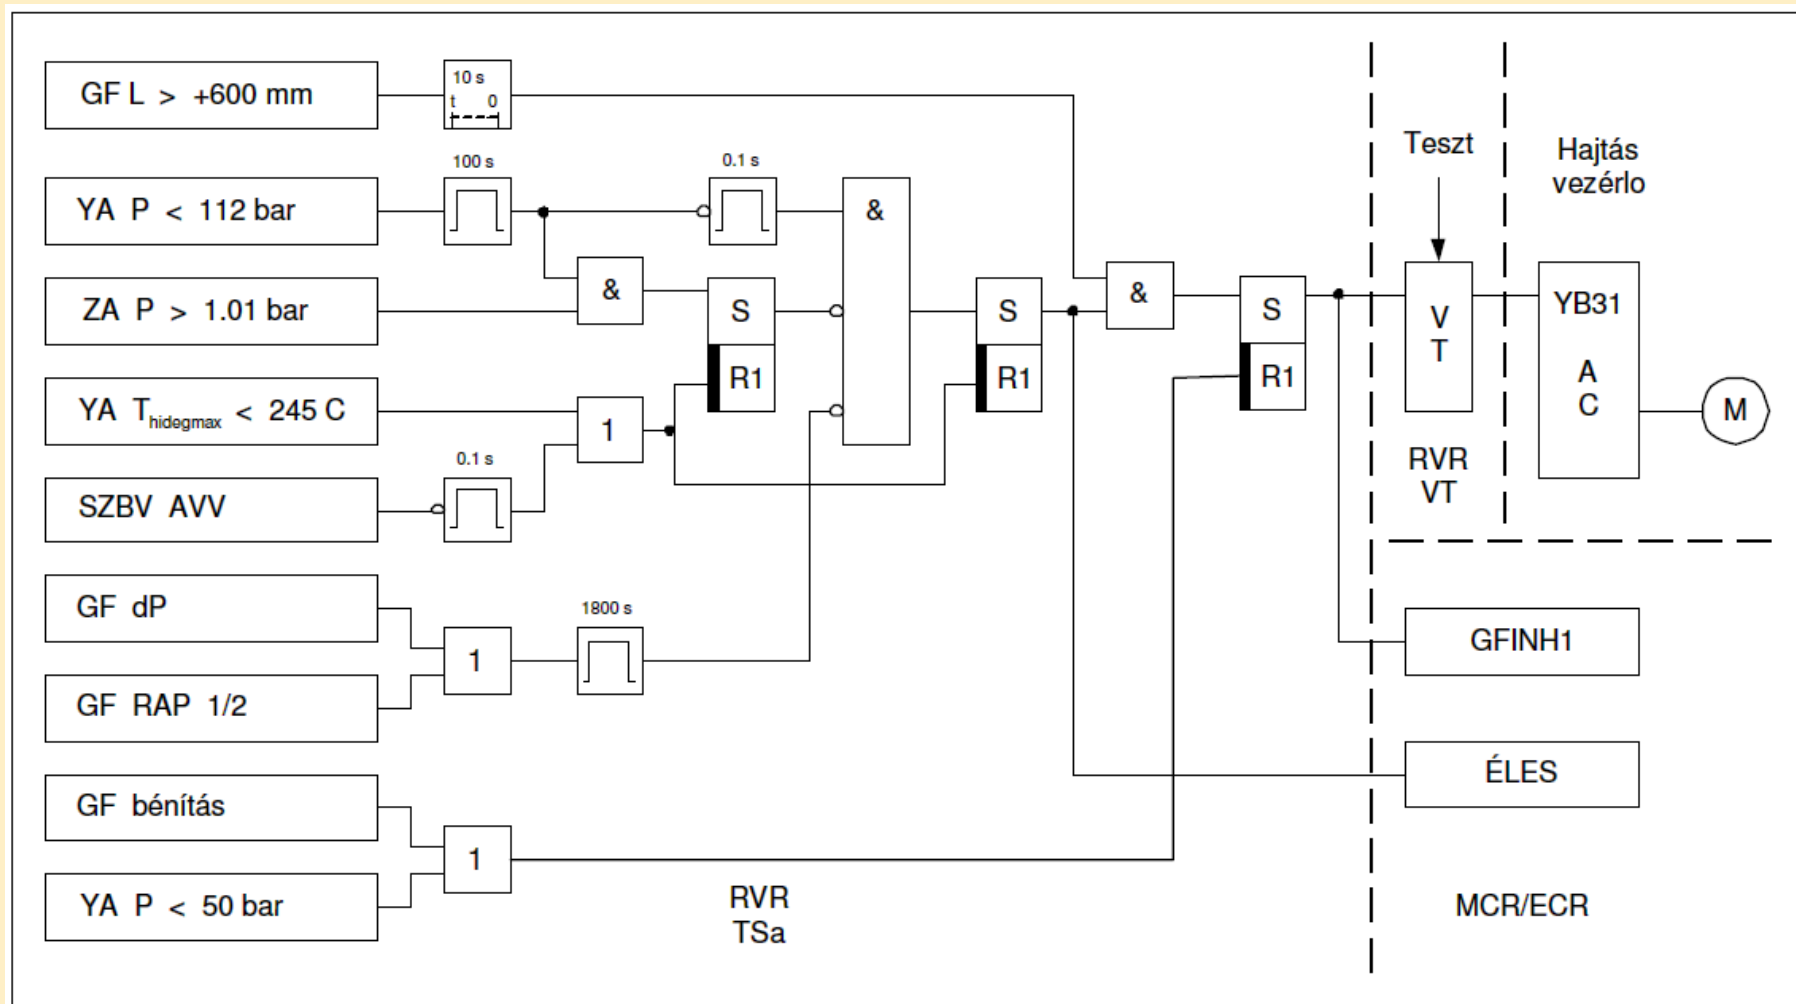 GF L > +600 mm
10 s
t 0
YA P < 112 bar
100 s
0.1 s
&
ZA P > 1.01 bar
&
S
R1
S
R1
&
S
R1
YA Thidegmax < 245 C
1
SZBV AVV
0.1 s
GF dP
GF RAP 1/2
1
1800 s
GF bénítás
YA P < 50 bar
1
RVR
TSa
Teszt
V
T
RVR
VT
Hajtás
vezérlo
YB31
A
C
M
GFINH1
ÉLES
MCR/ECR